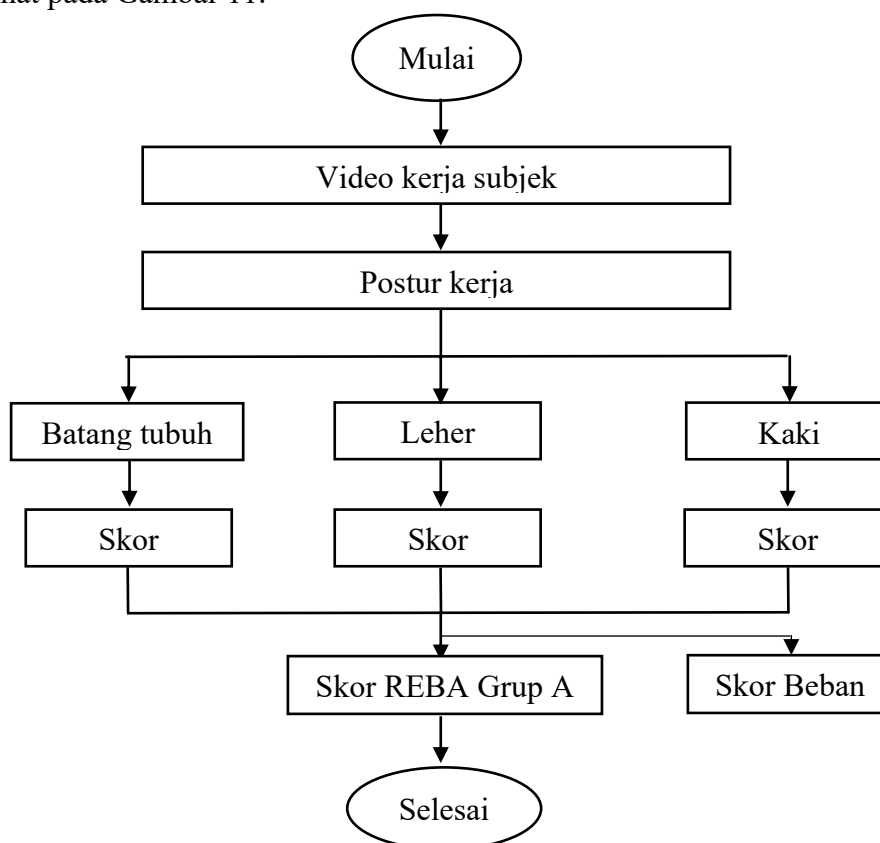 pada Gambar 11.
Mulai
Video kerja subjek
Postur kerja
Batang tubuh
Leher
Kaki
Skor
Skor
Skor
Skor REBA Grup A
Skor Beban
Selesai